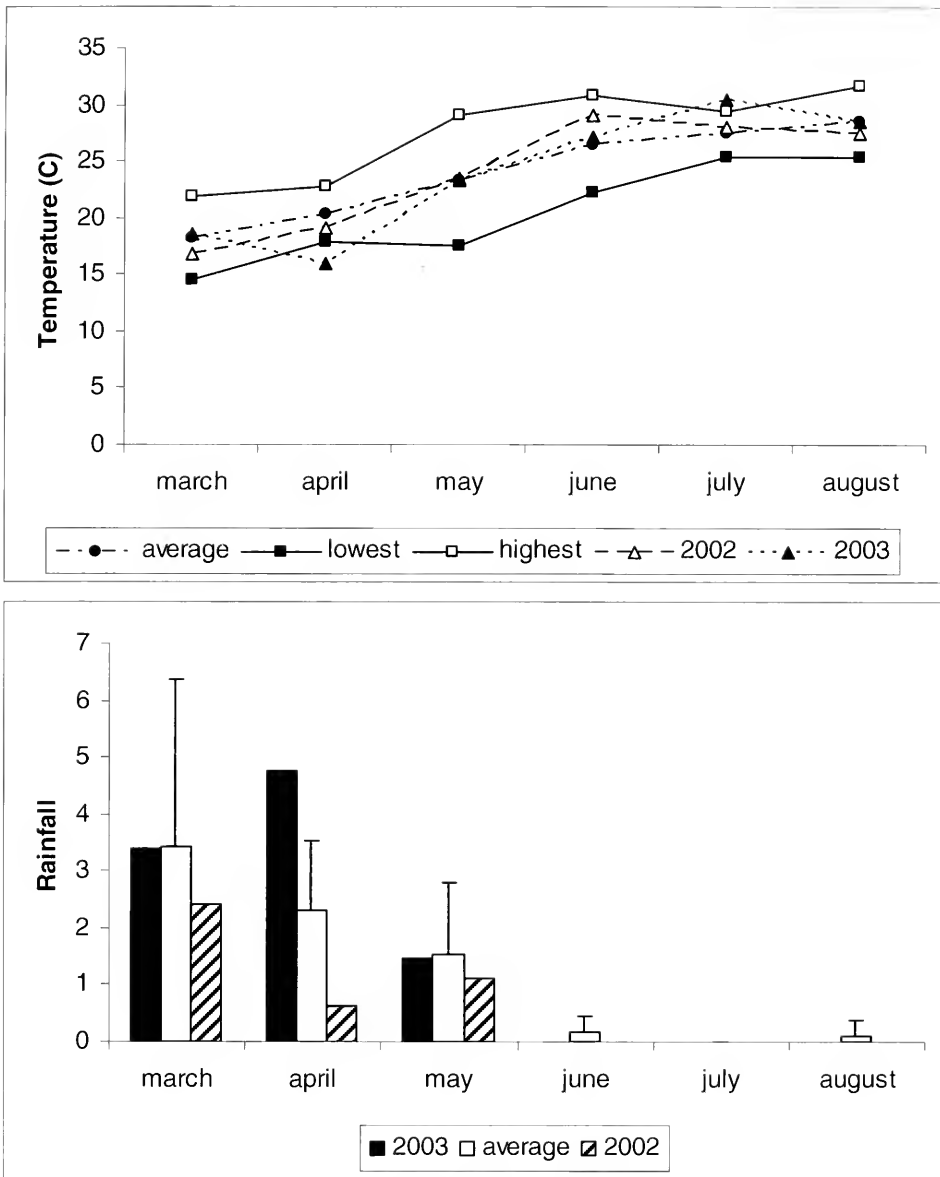 35
30
25
20
15
10
5
0
Temperature (C)
march april may june july august
average lowest highest 2002 2003
7
6
5
4
3
2
1
0
Rainfall
march april may june july august
2003 average 2002